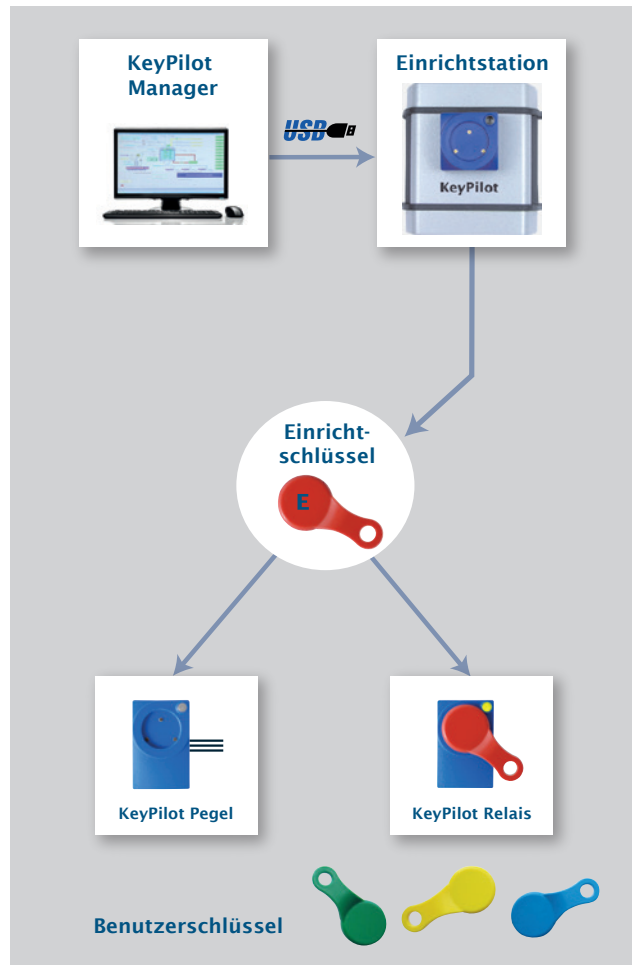 KeyPilot
Manager
Einrichtstation
USB
KeyPilot
Einricht-
schlüssel
E
KeyPilot Pegel
KeyPilot Relais
Benutzerschlüssel